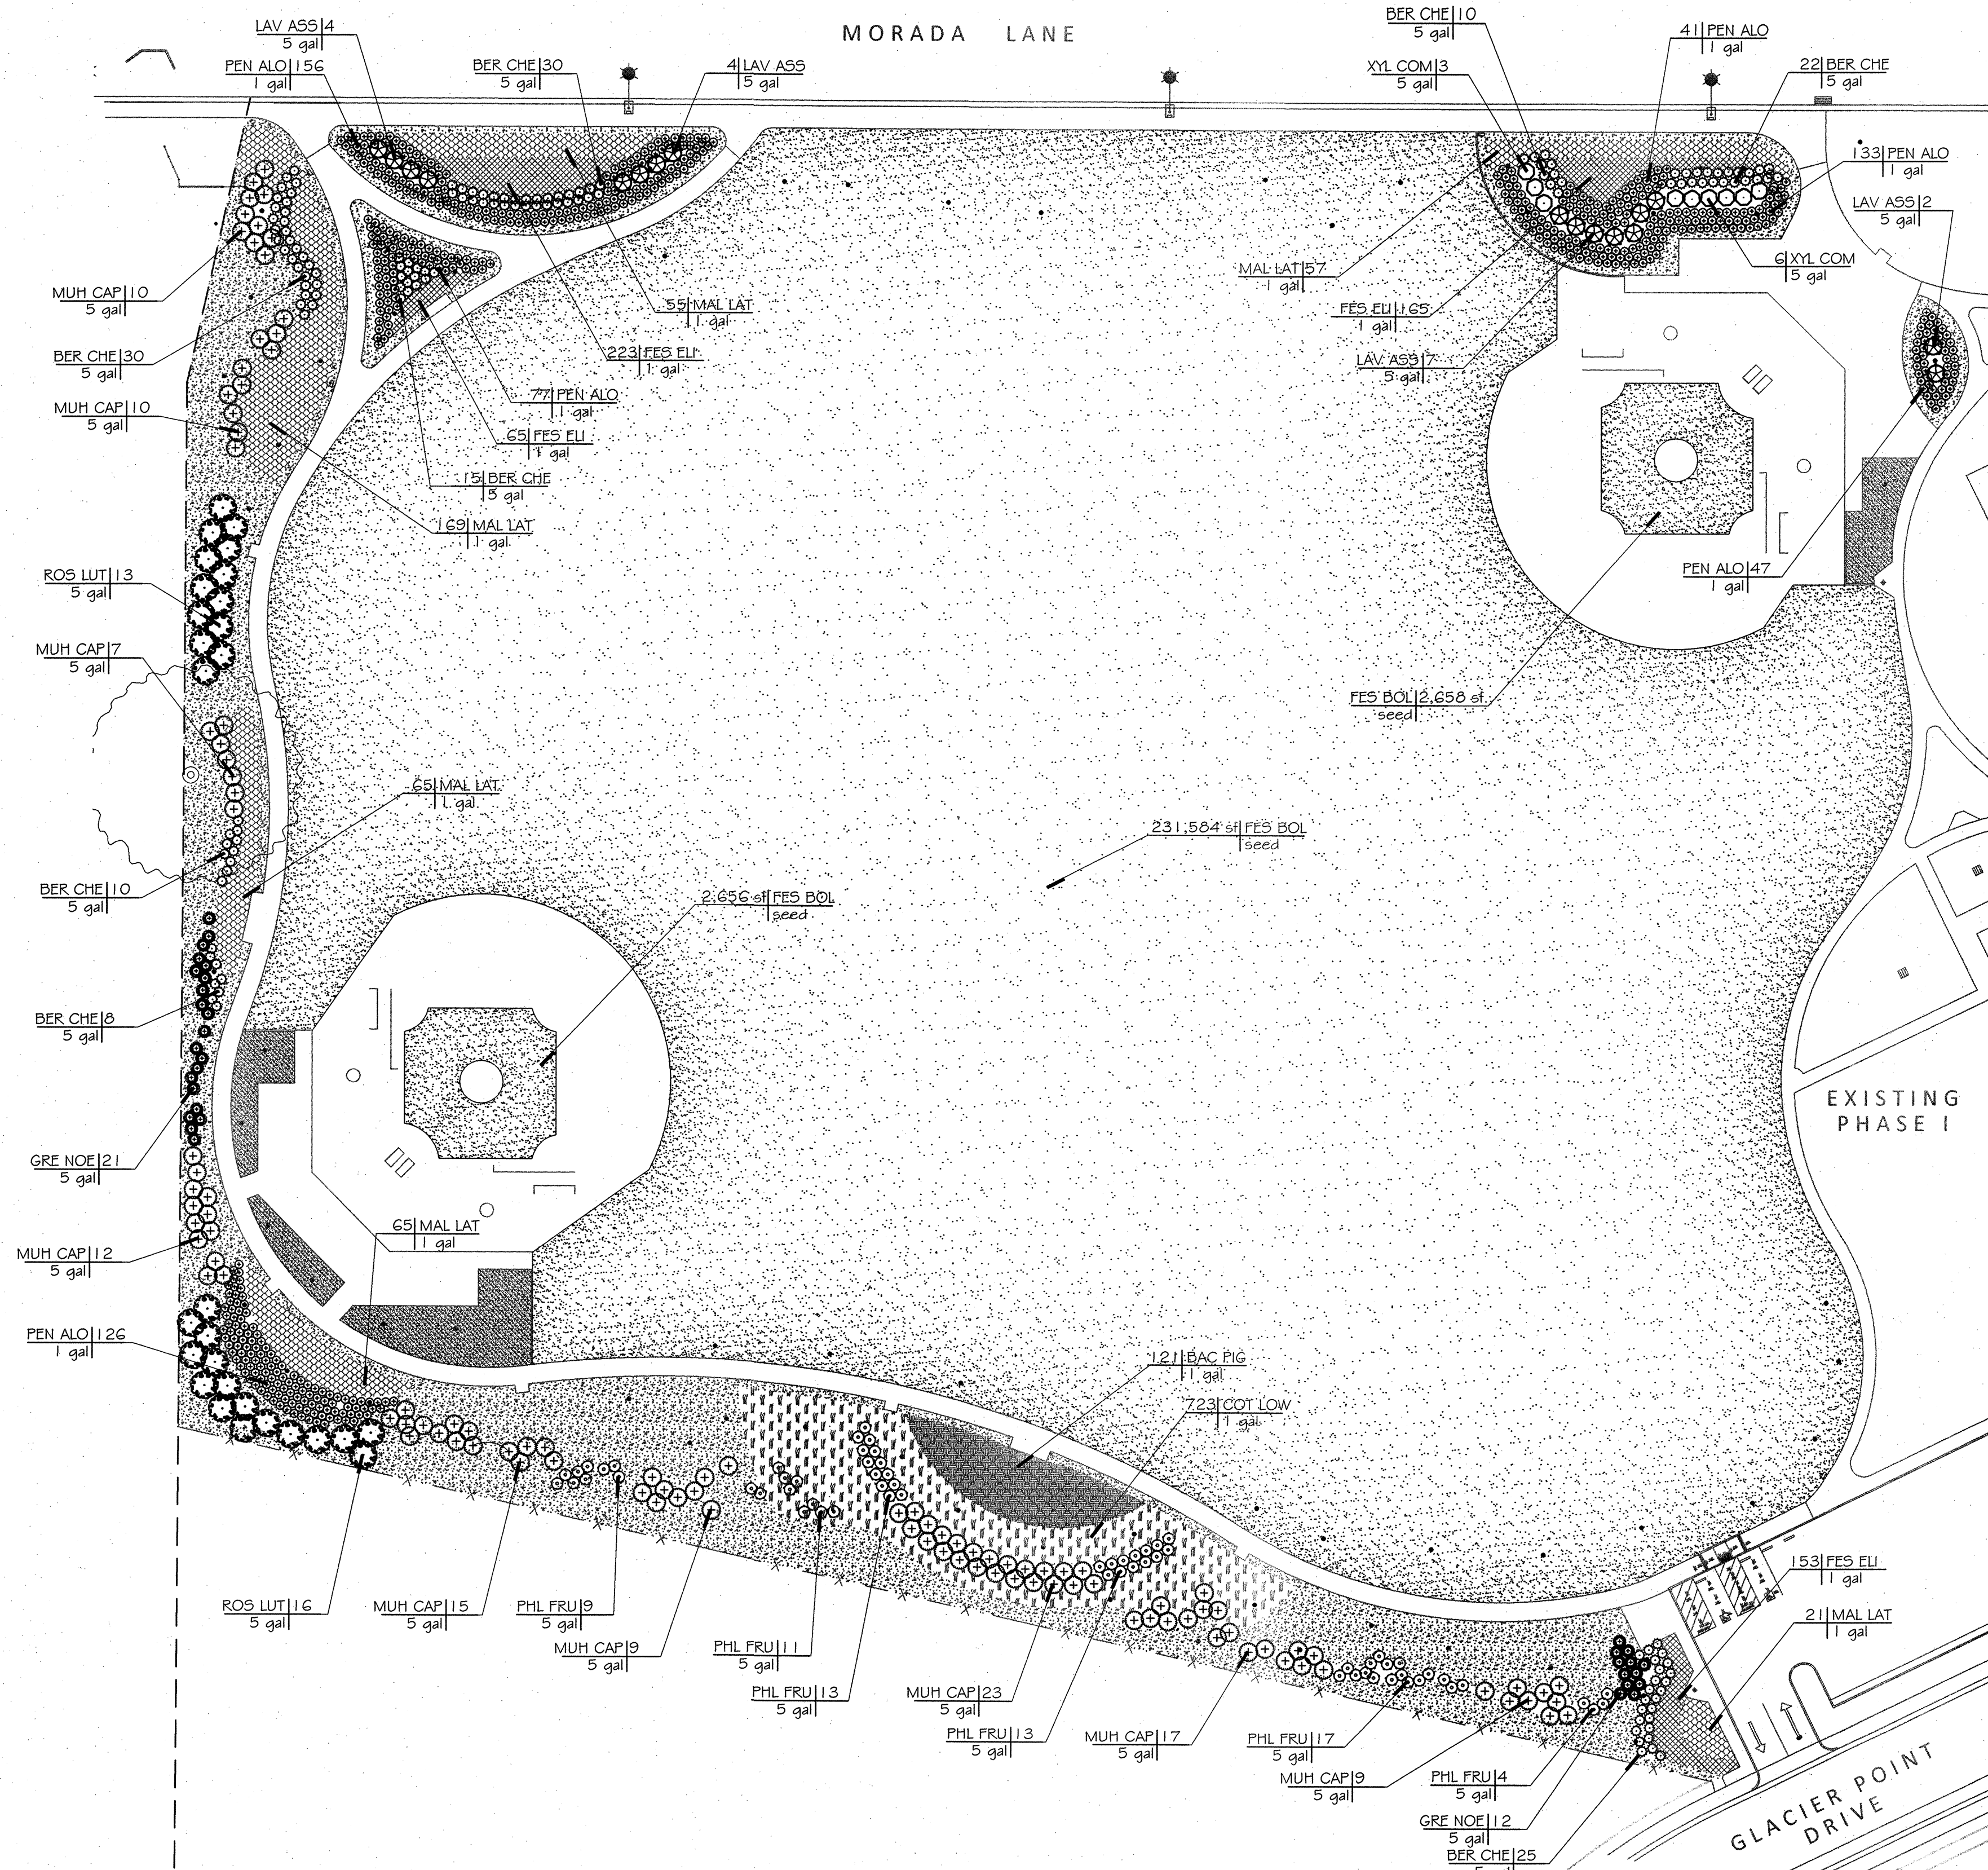 MORADA LANE
LAV ASS|4
5 gal
PEN ALO|156
1 gal
BER CHE|30
5 gal
4|LAV ASS
5 gal
BER CHE|10
5 gal
XYL COM|3
5 gal
41|PEN ALO
1 gal
22|BER CHE
5 gal
133|PEN ALO
1 gal
LAV ASS|2
5 gal
6|XYL COM
5 gal
MAL LAT|57
1 gal
FES ELI|165
1 gal
LAV ASS|7
5 gal
MUH CAP|10
5 gal
BER CHE|30
5 gal
MUH CAP|10
5 gal
55|MAL LAT
1 gal
223|FES ELI
1 gal
77|PEN ALO
1 gal
65|FES ELI
1 gal
15|BER CHE
5 gal
169|MAL LAT
1 gal
ROS LUT|13
5 gal
PEN ALO|47
1 gal
MUH CAP|7
5 gal
FES BOL|2,658 sf
seed
65|MAL LAT
1 gal
231,584 sf|FES BOL
seed
BER CHE|10
5 gal
2,656 sf|FES BOL
seed
BER CHE|8
5 gal
EXISTING
PHASE I
GRE NOE|21
5 gal
65|MAL LAT
1 gal
MUH CAP|12
5 gal
PEN ALO|126
1 gal
121|BAC PIG
1 gal
723|COT LOW
1 gal
153|FES ELI
1 gal
21|MAL LAT
1 gal
ROS LUT|16
5 gal
MUH CAP|15
5 gal
PHL FRU|9
5 gal
MUH CAP|9
5 gal
PHL FRU|11
5 gal
PHL FRU|13
5 gal
MUH CAP|23
5 gal
PHL FRU|13
5 gal
MUH CAP|17
5 gal
PHL FRU|17
5 gal
MUH CAP|9
5 gal
PHL FRU|4
5 gal
GRE NOE|12
5 gal
BER CHE|25
GLACIER POINT
DRIVE